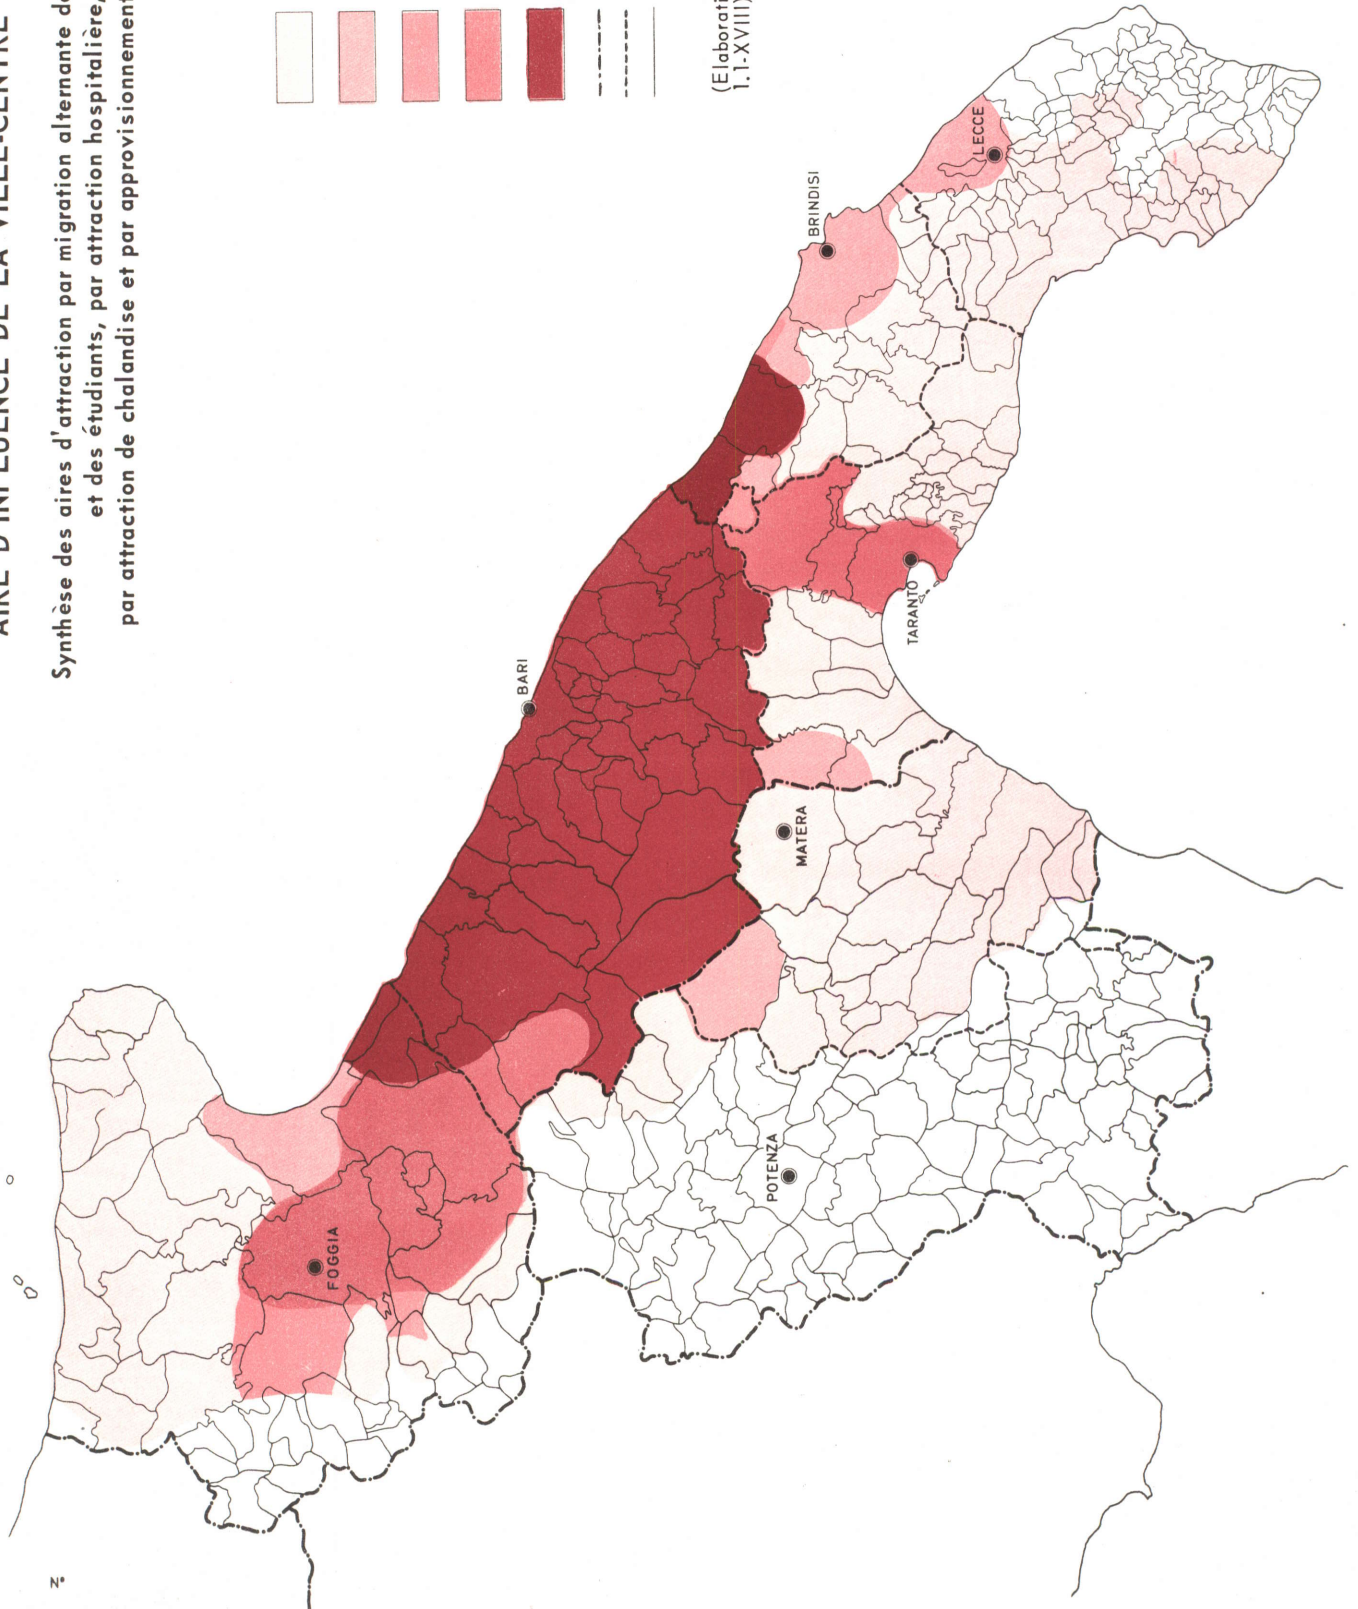 AIRE D'INFLUENCE DE LA VILLE-CENTRE
Synthèse des aires d'attraction par migration alternante
et des étudiants, par attraction hospitalière,
par attraction de chalandise et par approvisionnement
1.1-XVIII)
LECCE
BRINDISI
TARANTO
BARI
MATERA
POTENZA
FOGGIA
N°